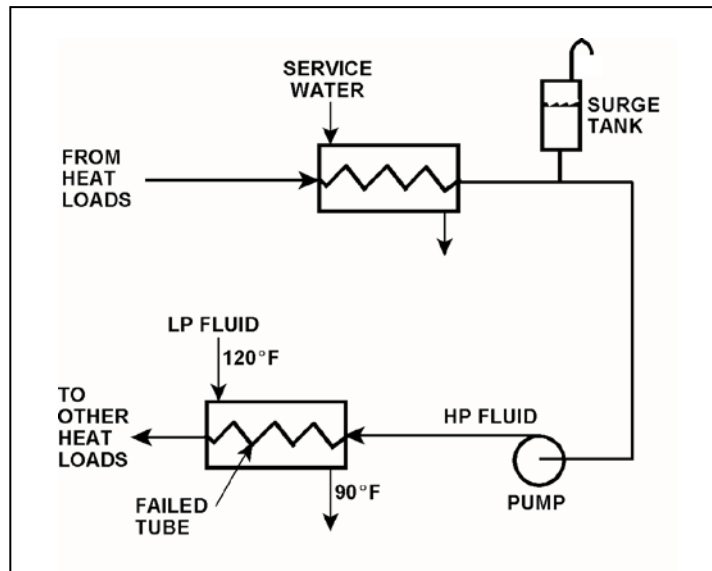 SERVICE
WATER
SURGE
TANK
FROM
HEAT
LOADS
LP FLUID
120°F
TO
OTHER
HEAT
LOADS
HP FLUID
90°F
FAILED
TUBE
PUMP